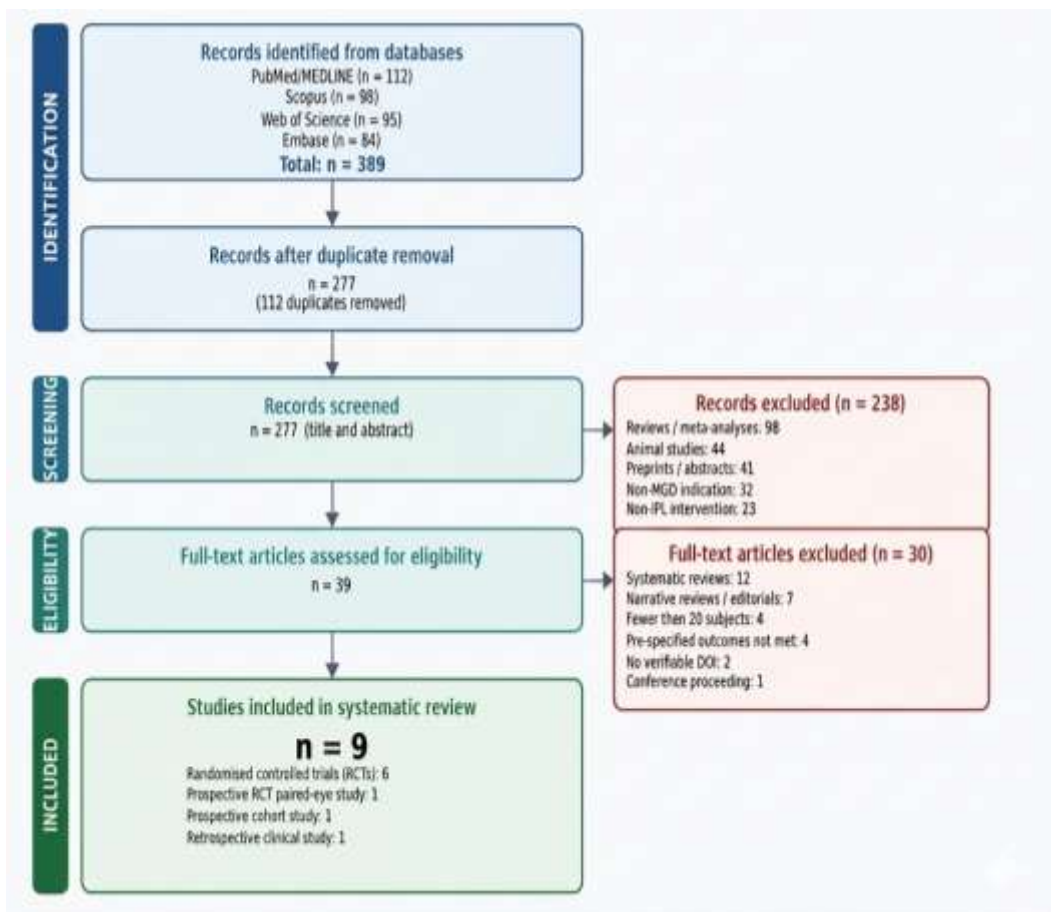 IDENTIFICATION
Records identified from databases
PubMed/MEDLINE (n = 112)
Scopus (n = 98)
Web of Science (n = 95)
Embase (n = 84)
Total: n = 389
Records after duplicate removal
n = 277
(112 duplicates removed)
SCREENING
Records screened
n = 277 (title and abstract)
Records excluded (n = 238)
Reviews / meta-analyses: 98
Animal studies: 44
Preprints / abstracts: 41
Non-MGD indication: 32
Non-IPL intervention: 23
ELIGIBILITY
Full-text articles assessed for eligibility
n = 39
Full-text articles excluded (n = 30)
Systematic reviews: 12
Narrative reviews / editorials: 7
Fewer then 20 subjects: 4
Pre-specified outcomes not met: 4
No verifiable DOI: 2
Conference proceeding: 1
INCLUDED
Studies included in systematic review
n = 9
Randomised controlled trials (RCTs): 6
Prospective RCT paired-eye study: 1
Prospective cohort study: 1
Retrospective clinical study: 1